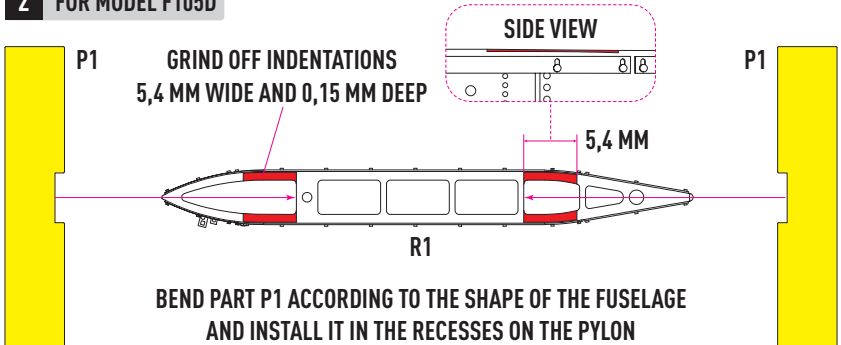 2 FOR MODEL F105D
SIDE VIEW
P1
GRIND OFF INDENTATIONS
5,4 MM WIDE AND 0,15 MM DEEP
P1
5,4 MM
R1
BEND PART P1 ACCORDING TO THE SHAPE OF THE FUSELAGE
AND INSTALL IT IN THE RECESSES ON THE PYLON